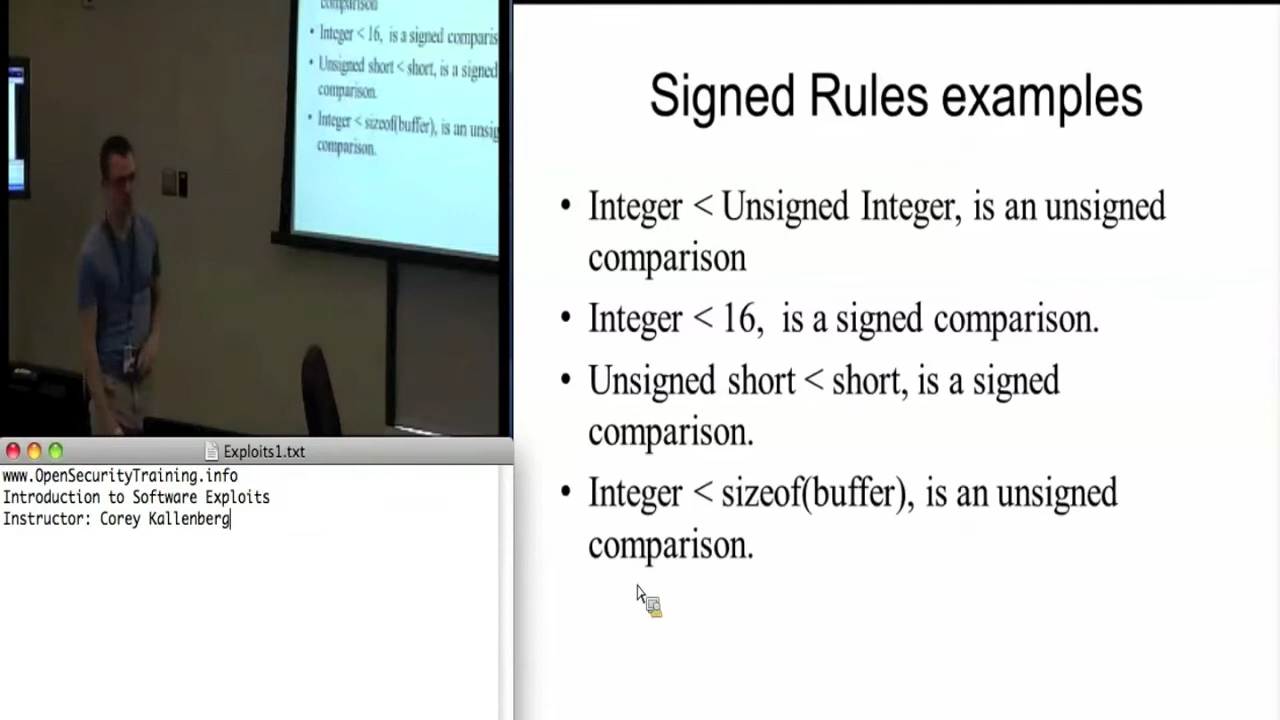 comparison
• Integer < 16, is a signed comparis
• Unsigned short < short, is a signed
comparison.
• Integer < sizeof(buffer), is an unsig
comparison.
Exploits1.txt
www.OpenSecurityTraining.info
Introduction to Software Exploits
Instructor: Corey Kallenberg
Signed Rules examples
• Integer < Unsigned Integer, is an unsigned
comparison
• Integer < 16, is a signed comparison.
• Unsigned short < short, is a signed
comparison.
• Integer < sizeof(buffer), is an unsigned
comparison.